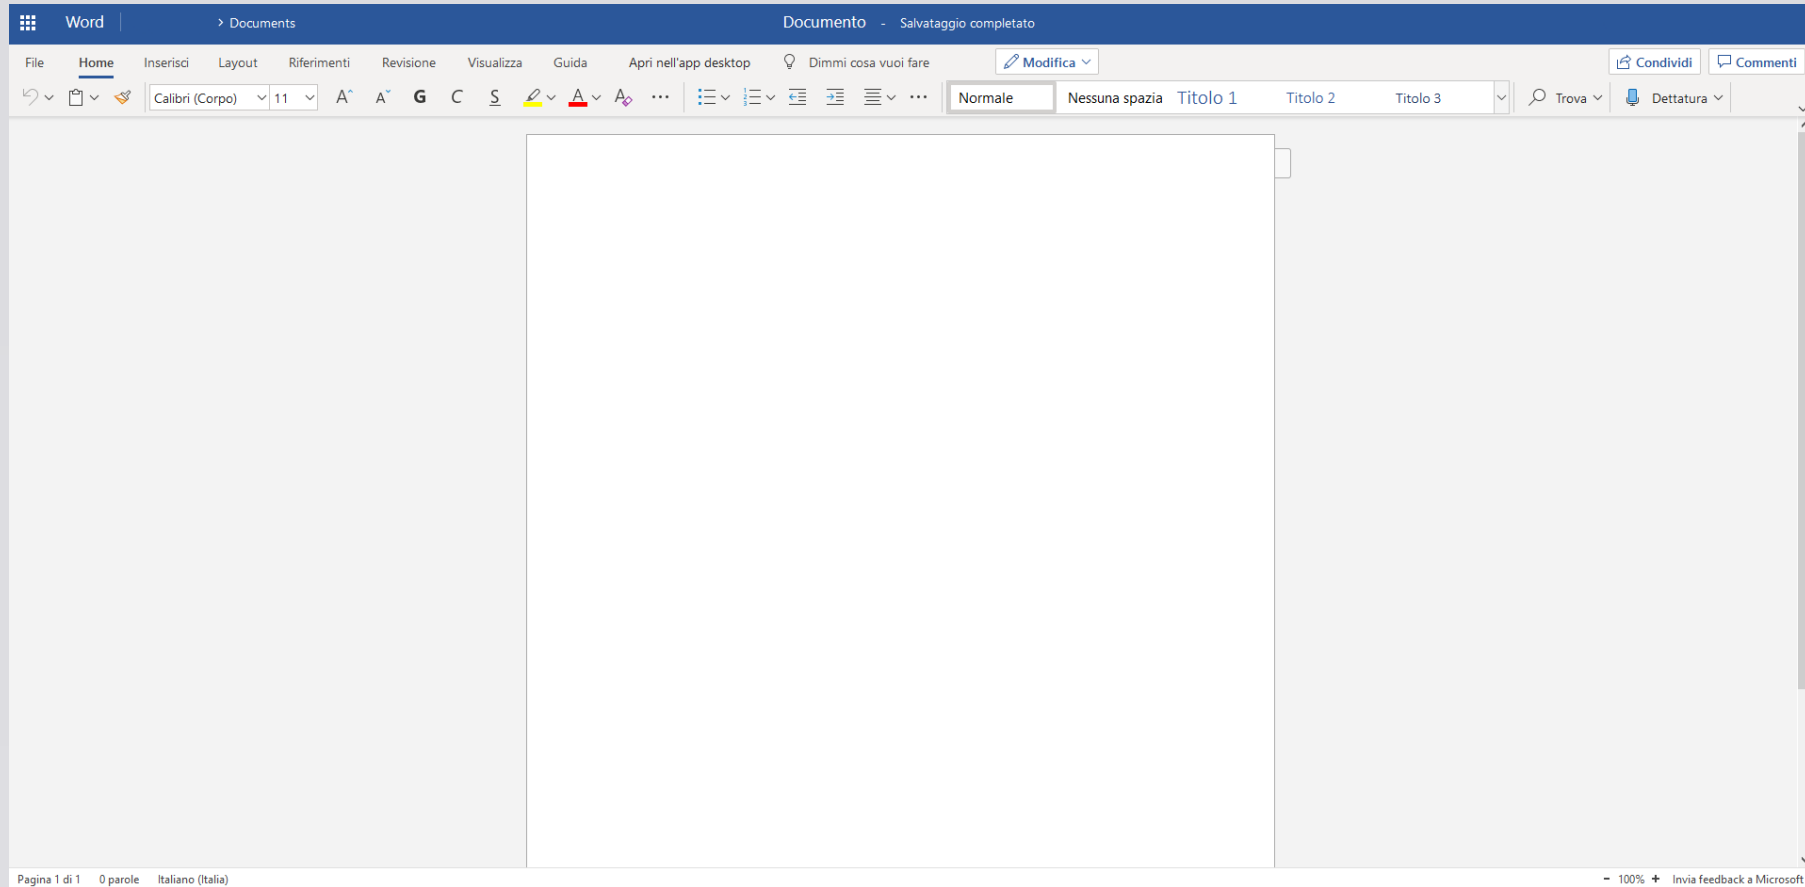 Word > Documents Documento - Salvataggio completato
File Home Inserisci Layout Riferimenti Revisione Visualizza Guida Apri nell'app desktop Dimmi cosa vuoi fare Modifica Condividi Commenti
Calibri (Corpo) 11 A A G C S A A Normale Nessuna spazia Titolo 1 Titolo 2 Titolo 3 Trova Dettatura
Pagina 1 di 1 0 parole Italiano (Italia) - 100% + Invia feedback a Microsoft